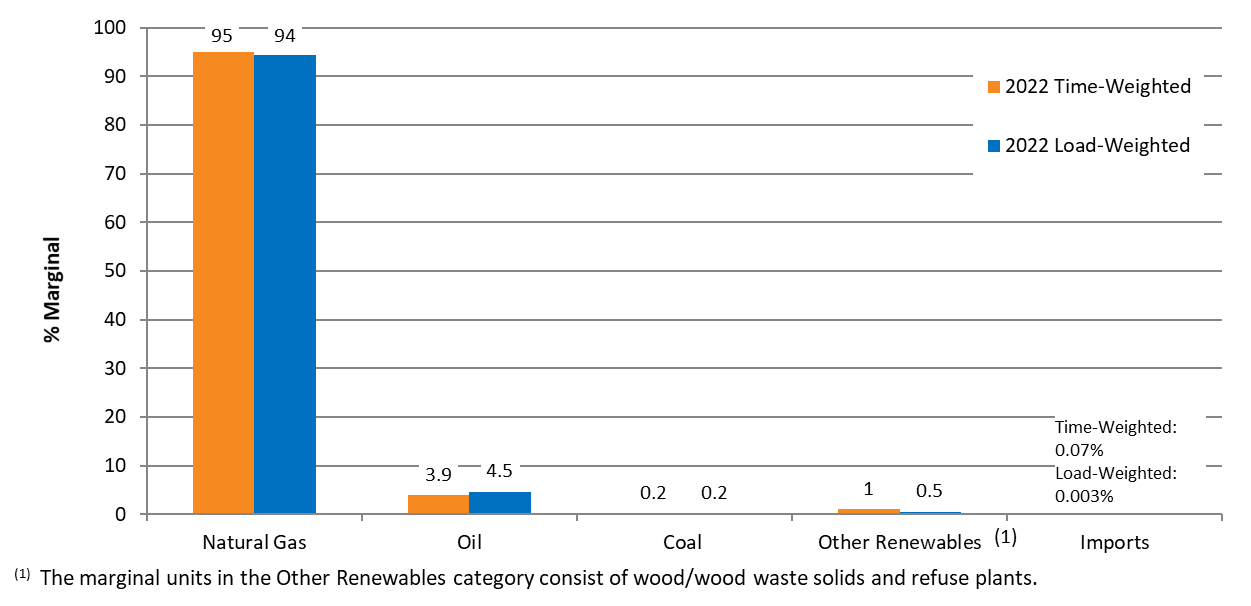 100
90
80
70
60
50
40
30
20
10
0
% Marginal
95
94
3.9
4.5
0.2
0.2
1
0.5
2022 Time-Weighted
2022 Load-Weighted
Time-Weighted:
0.07%
Load-Weighted:
0.003%
Natural Gas
Oil
Coal
Other Renewables (1)
Imports
(1) The marginal units in the Other Renewables category consist of wood/wood waste solids and refuse plants.